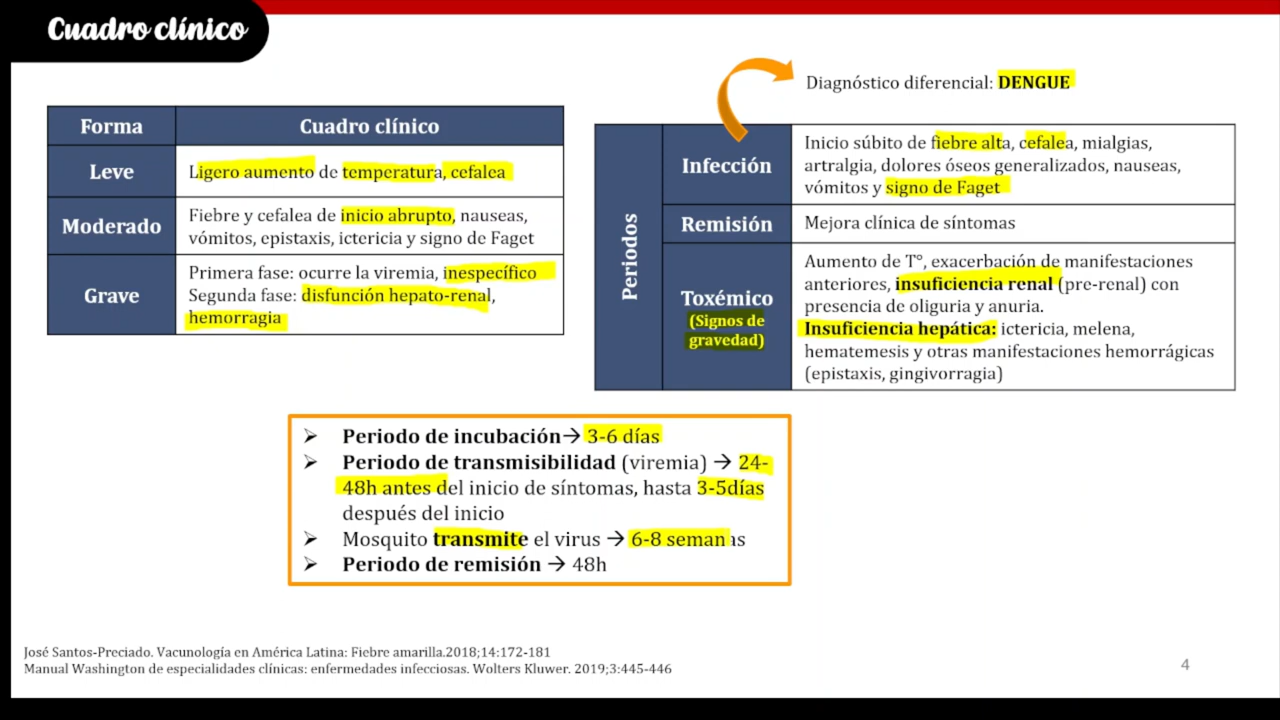 Cuadro clínico
Diagnóstico diferencial: DENGUE
Forma
Cuadro clínico
Leve
Ligero aumento de temperatura, cefalea
Moderado
Fiebre y cefalea de inicio abrupto, nauseas,
vómitos, epistaxis, ictericia y signo de Faget
Grave
Primera fase: ocurre la viremia, inespecífico
Segunda fase: disfunción hepato-renal,
hemorragia
Periodos
Infección
Inicio súbito de fiebre alta, cefalea, mialgias,
artralgia, dolores óseos generalizados, nauseas,
vómitos y signo de Faget
Remisión
Mejora clínica de síntomas
Toxémico
(Signos de
gravedad)
Aumento de T°, exacerbación de manifestaciones
anteriores, insuficiencia renal (pre-renal) con
presencia de oliguria y anuria.
Insuficiencia hepática: ictericia, melena,
hematemesis y otras manifestaciones hemorrágicas
(epistaxis, gingivorragia)
➢ Periodo de incubación→ 3-6 días
➢ Periodo de transmisibilidad (viremia) → 24-
48h antes del inicio de síntomas, hasta 3-5días
después del inicio
➢ Mosquito transmite el virus → 6-8 semanas
➢ Periodo de remisión → 48h
José Santos-Preciado. Vacunología en América Latina: Fiebre amarilla.2018;14:172-181
Manual Washington de especialidades clínicas: enfermedades infecciosas. Wolters Kluwer. 2019;3:445-446
4